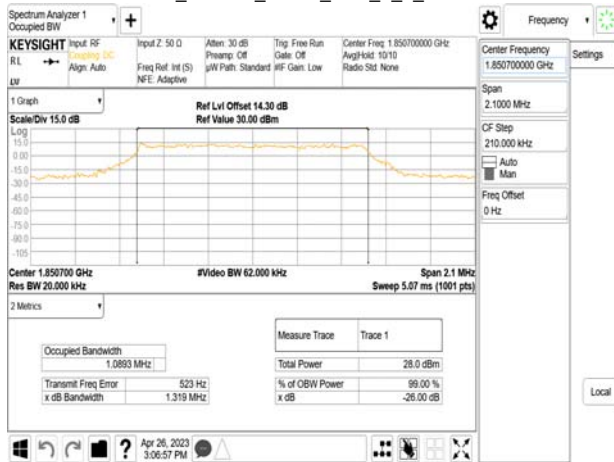 Spectrum Analyzer 1
Occupied BW
Frequency
KEYSIGHT
RL
LU
Input: RF
Coupling: DC
Align: Auto
Input Z: 50 Ω
Freq Ref: Int (S)
NFE: Adaptive
Atten: 30 dB
Preamp: Off
µW Path: Standard
Trig: Free Run
Gate: Off
#IF Gain: Low
Center Freq: 1.850700000 GHz
Avg|Hold: 10/10
Radio Std: None
Center Frequency
1.850700000 GHz
Settings
Span
2.1000 MHz
CF Step
210.000 kHz
Auto
Man
Freq Offset
0 Hz
Local
1 Graph
Scale/Div 15.0 dB
Ref Lvl Offset 14.30 dB
Ref Value 30.00 dBm
Log
15.0
0.00
-15.0
-30.0
-45.0
-60.0
-75.0
-90.0
-105
Center 1.850700 GHz
Res BW 20.000 kHz
#Video BW 62.000 kHz
Span 2.1 MHz
Sweep 5.07 ms (1001 pts)
2 Metrics
Measure Trace Trace 1
Occupied Bandwidth
1.0893 MHz
Total Power 28.0 dBm
Transmit Freq Error 523 Hz
% of OBW Power 99.00 %
x dB Bandwidth 1.319 MHz
x dB -26.00 dB
Apr 26, 2023
3:06:57 PM